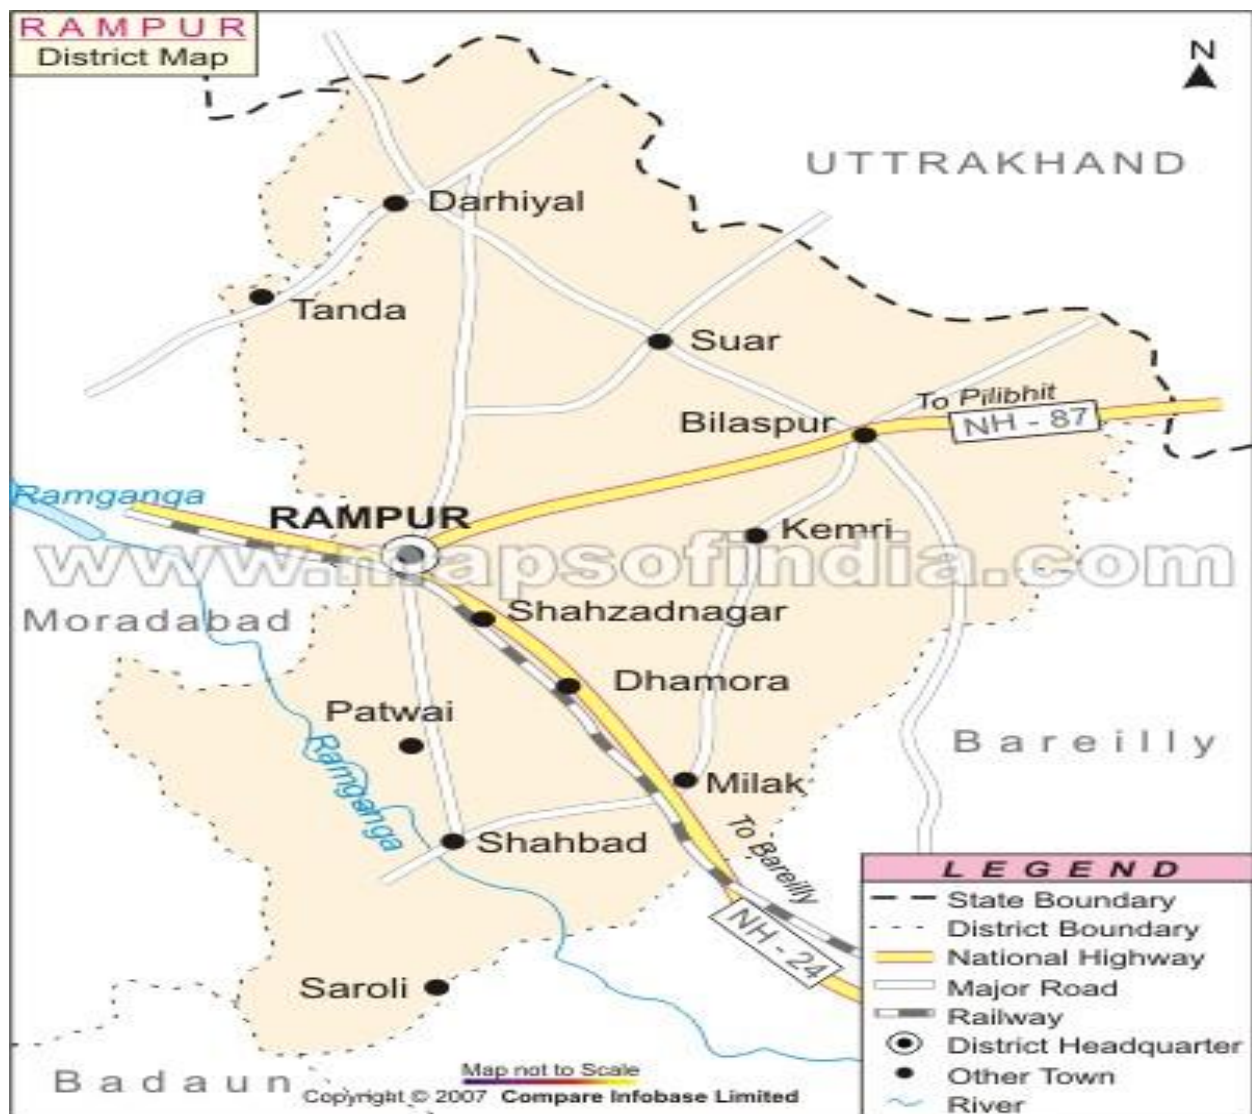 RAMPUR
District Map
N
UTTRAKHAND
Darhiyal
Tanda
Suar
To Pilibhit
NH - 87
Bilaspur
Ramganga
RAMPUR
Kemri
www.mapsofindia.com
Shahzadnagar
Moradabad
Dhamora
Patwai
Bareilly
Ramganga
Milak
To Bareilly
Shahbad
NH - 24
Saroli
Badaun
LEGEND
State Boundary
District Boundary
National Highway
Major Road
Railway
District Headquarter
Other Town
River
Map not to Scale
Copyright © 2007 Compare Infobase Limited